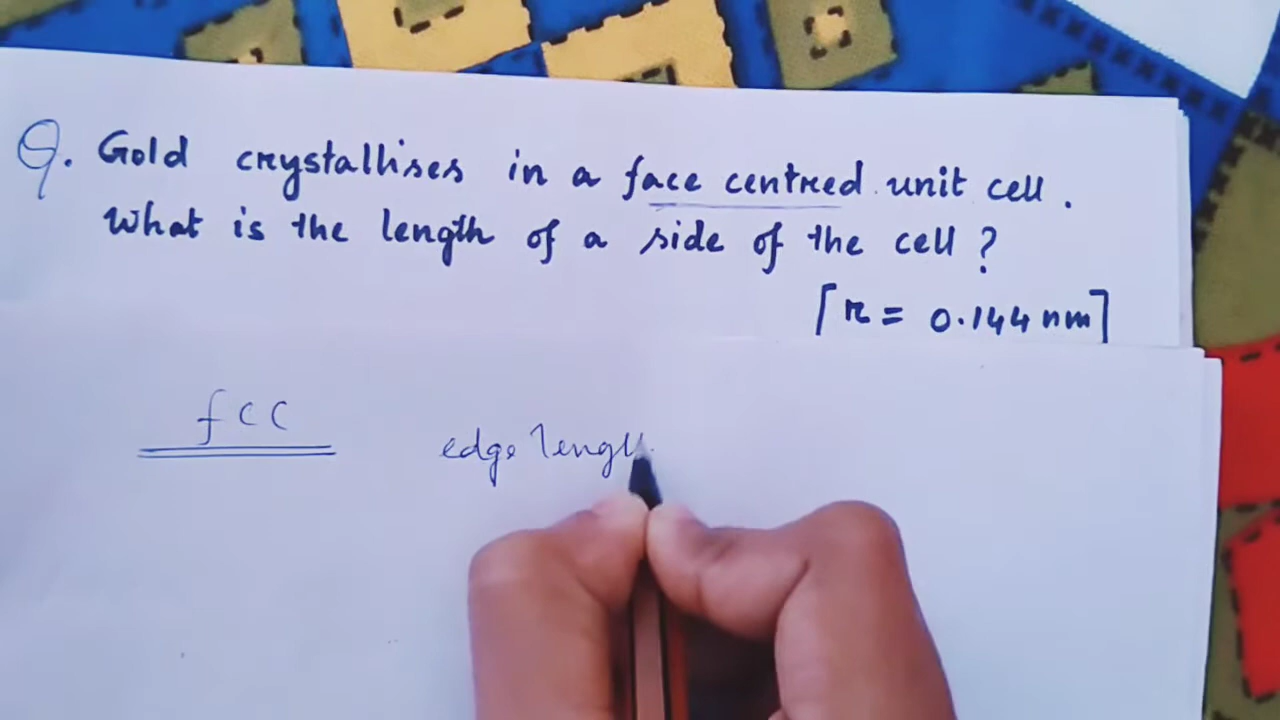 Q. Gold crystallises in a face centred unit cell.
What is the length of a side of the cell?
[r = 0.144 nm]
fcc
edge length